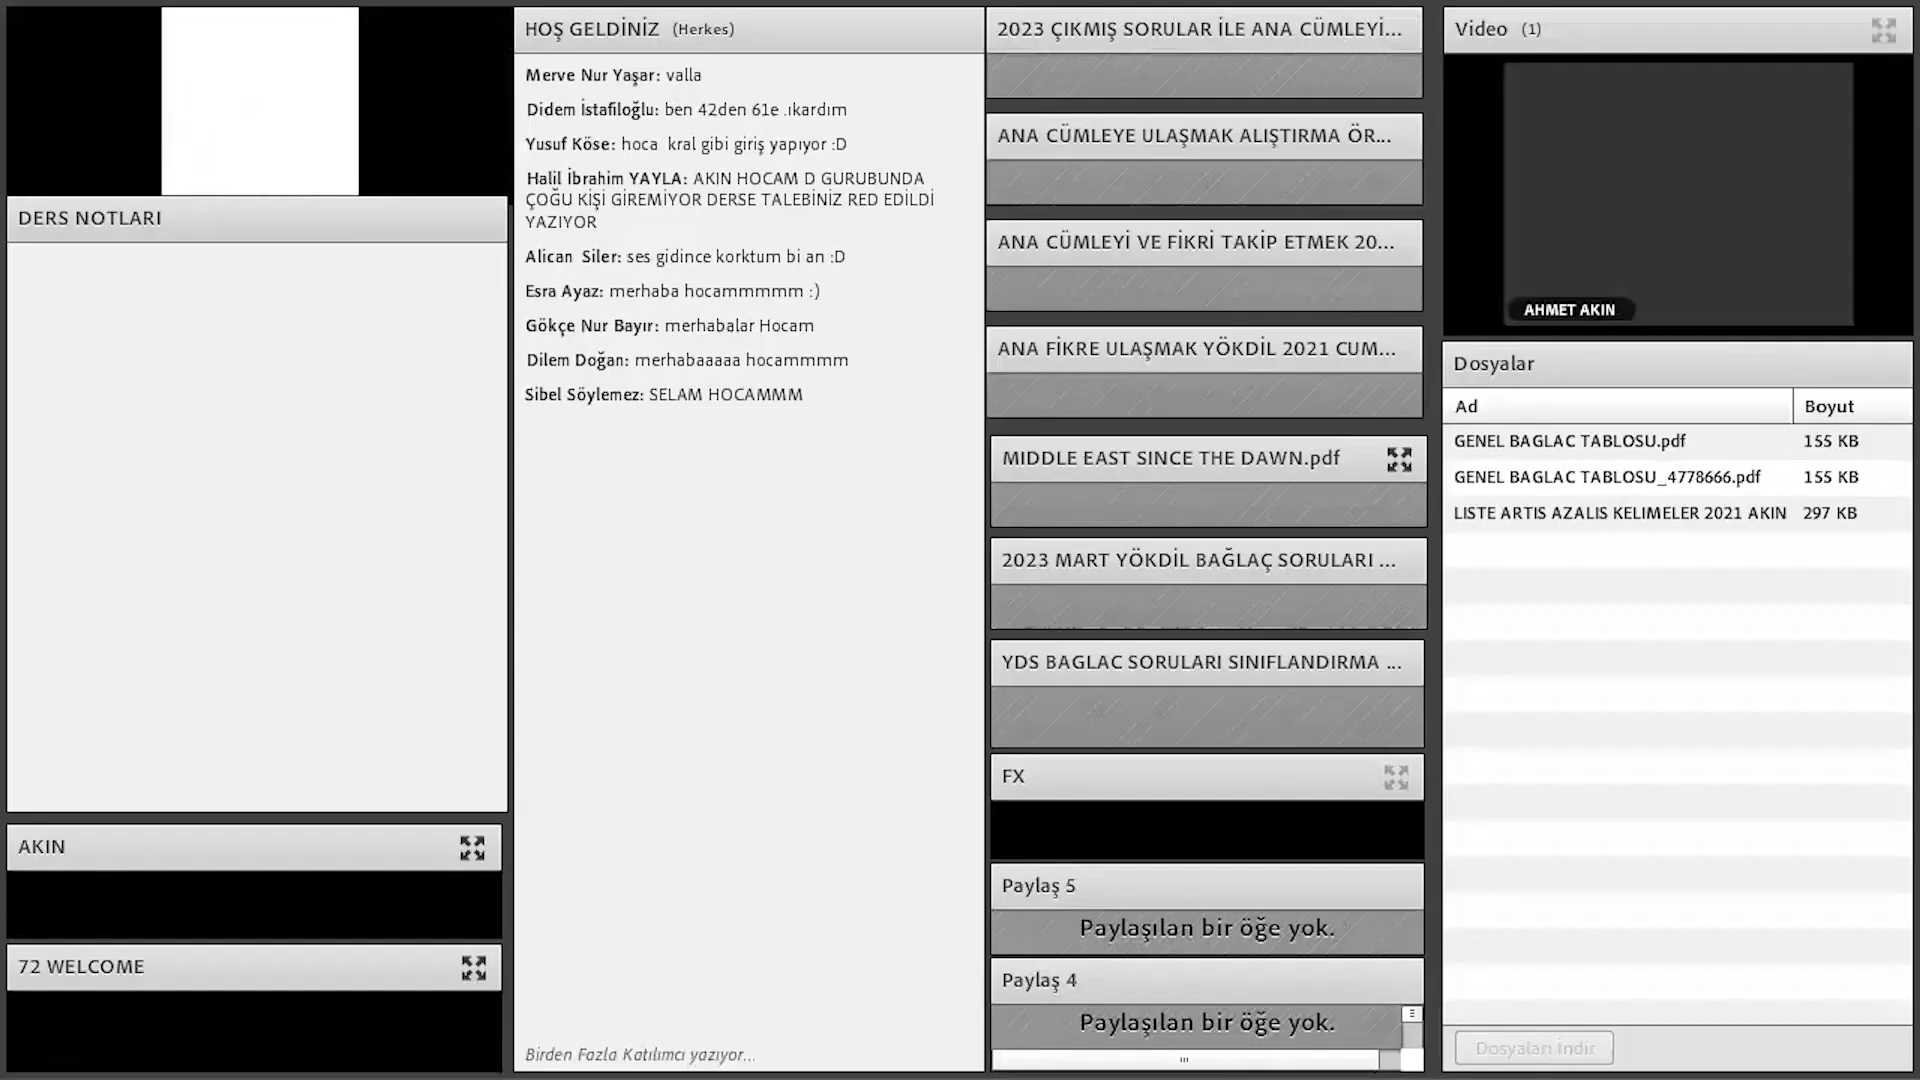 DERS NOTLARI
AKIN
72 WELCOME
HOŞ GELDİNİZ (Herkes)
Merve Nur Yaşar: valla
Didem İstafiloğlu: ben 42den 61e .ıkardım
Yusuf Köse: hoca kral gibi giriş yapıyor :D
Halil İbrahim YAYLA: AKIN HOCAM D GURUBUNDA
ÇOĞU KİŞİ GİREMİYOR DERSE TALEBİNİZ RED EDİLDİ
YAZIYOR
Alican Siler: ses gidince korktum bi an :D
Esra Ayaz: merhaba hocammmmm :)
Gökçe Nur Bayır: merhabalar Hocam
Dilem Doğan: merhabaaaaa hocammmm
Sibel Söylemez: SELAM HOCAMMM
Birden Fazla Katılımcı yazıyor...
2023 ÇIKMIŞ SORULAR İLE ANA CÜMLEYİ...
ANA CÜMLEYE ULAŞMAK ALIŞTIRMA ÖR...
ANA CÜMLEYİ VE FİKRİ TAKİP ETMEK 20...
ANA FİKRE ULAŞMAK YÖKDİL 2021 CUM...
MIDDLE EAST SINCE THE DAWN.pdf
2023 MART YÖKDİL BAĞLAÇ SORULARI ...
YDS BAGLAC SORULARI SINIFLANDIRMA ...
FX
Paylaş 5
Paylaşılan bir öğe yok.
Paylaş 4
Paylaşılan bir öğe yok.
Video (1)
AHMET AKIN
Dosyalar
Ad Boyut
GENEL BAGLAC TABLOSU.pdf 155 KB
GENEL BAGLAC TABLOSU_4778666.pdf 155 KB
LISTE ARTIS AZALIS KELIMELER 2021 AKIN 297 KB
Dosyaları İndir